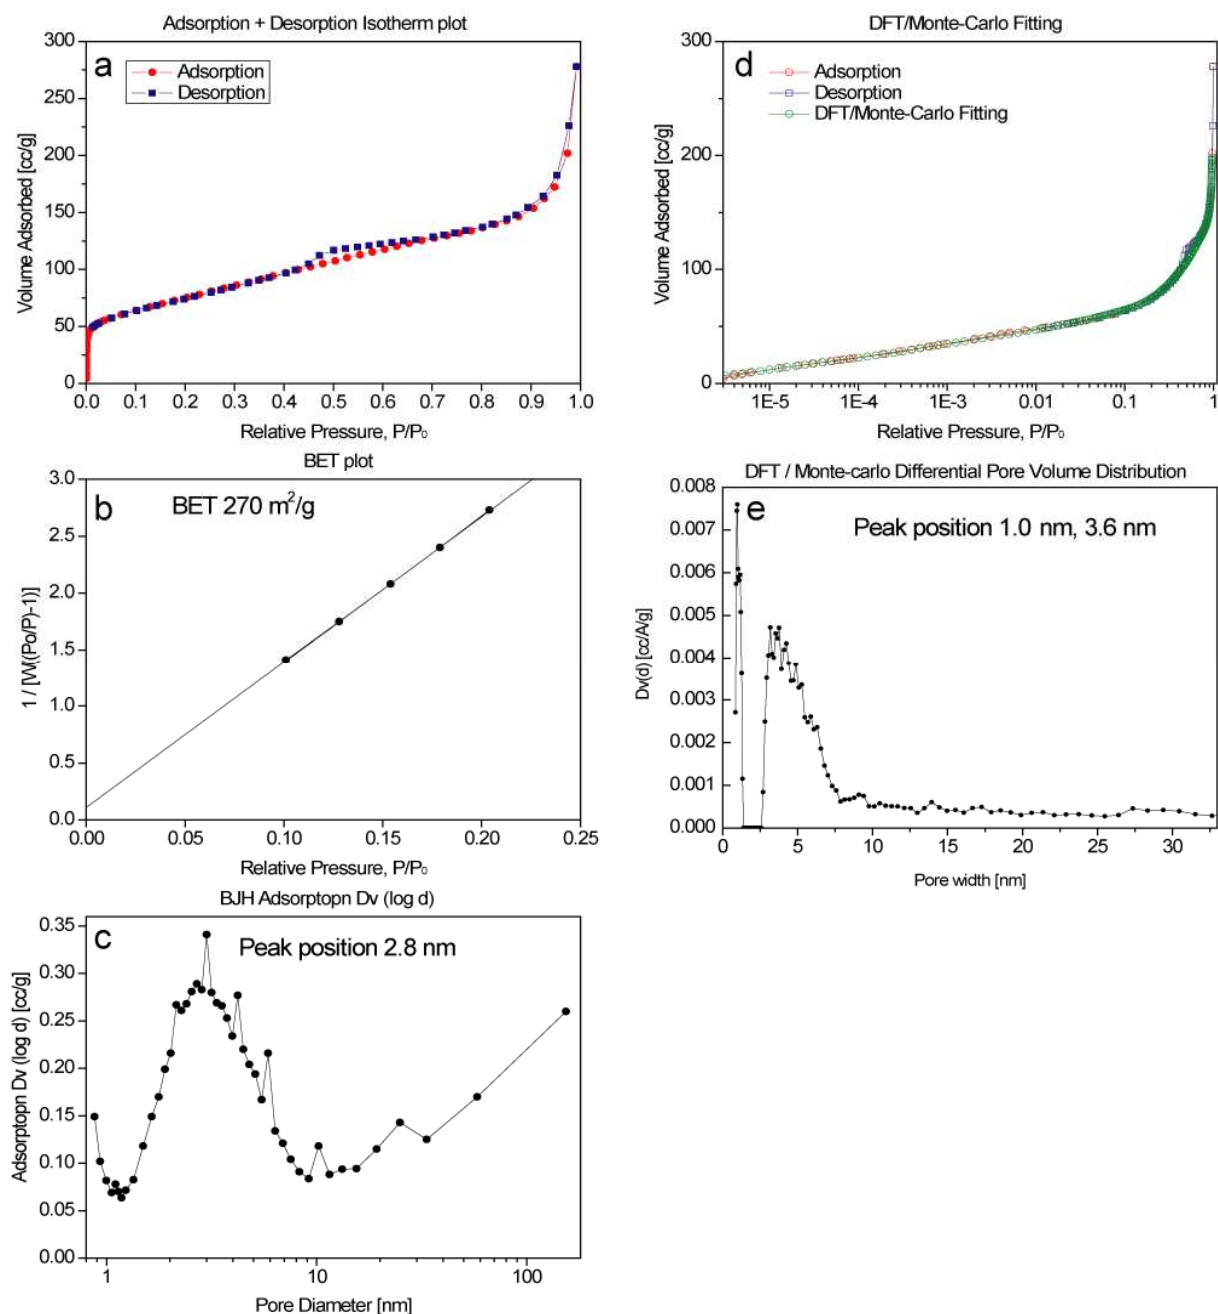 Adsorption + Desorption Isotherm plot
a
Adsorption
Desorption
Volume Adsorbed [cc/g]
300
250
200
150
100
50
0
0.0 0.1 0.2 0.3 0.4 0.5 0.6 0.7 0.8 0.9 1.0
Relative Pressure, P/P₀
BET plot
b
BET 270 m²/g
1 / [W((Po/P)-1)]
3.0
2.5
2.0
1.5
1.0
0.5
0.0
0.00 0.05 0.10 0.15 0.20 0.25
Relative Pressure, P/P₀
BJH Adsorptopn Dv (log d)
c
Peak position 2.8 nm
Adsorptopn Dv (log d) [cc/g]
0.35
0.30
0.25
0.20
0.15
0.10
0.05
0.00
1 10 100
Pore Diameter [nm]
DFT/Monte-Carlo Fitting
d
Adsorption
Desorption
DFT/Monte-Carlo Fitting
Volume Adsorbed [cc/g]
300
250
200
150
100
50
0
1E-5 1E-4 1E-3 0.01 0.1 1
Relative Pressure, P/P₀
DFT / Monte-carlo Differential Pore Volume Distribution
e
Peak position 1.0 nm, 3.6 nm
Dv(d) [cc/A/g]
0.008
0.007
0.006
0.005
0.004
0.003
0.002
0.001
0.000
0 5 10 15 20 25 30
Pore width [nm]